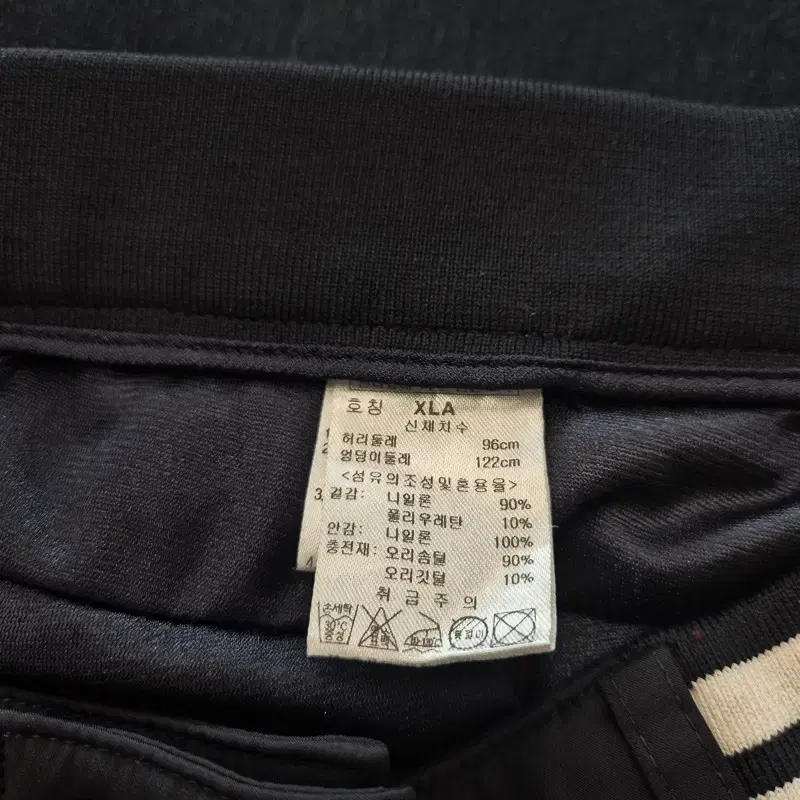 호칭 XLA
신체치수
허리둘레 96cm
엉덩이둘레 122cm
<섬유의조성및혼용율>
겉감: 나일론 90%
폴리우레탄 10%
안감: 나일론 100%
충전재: 오리솜털 90%
오리깃털 10%
취급주의
손세탁
30℃
중성